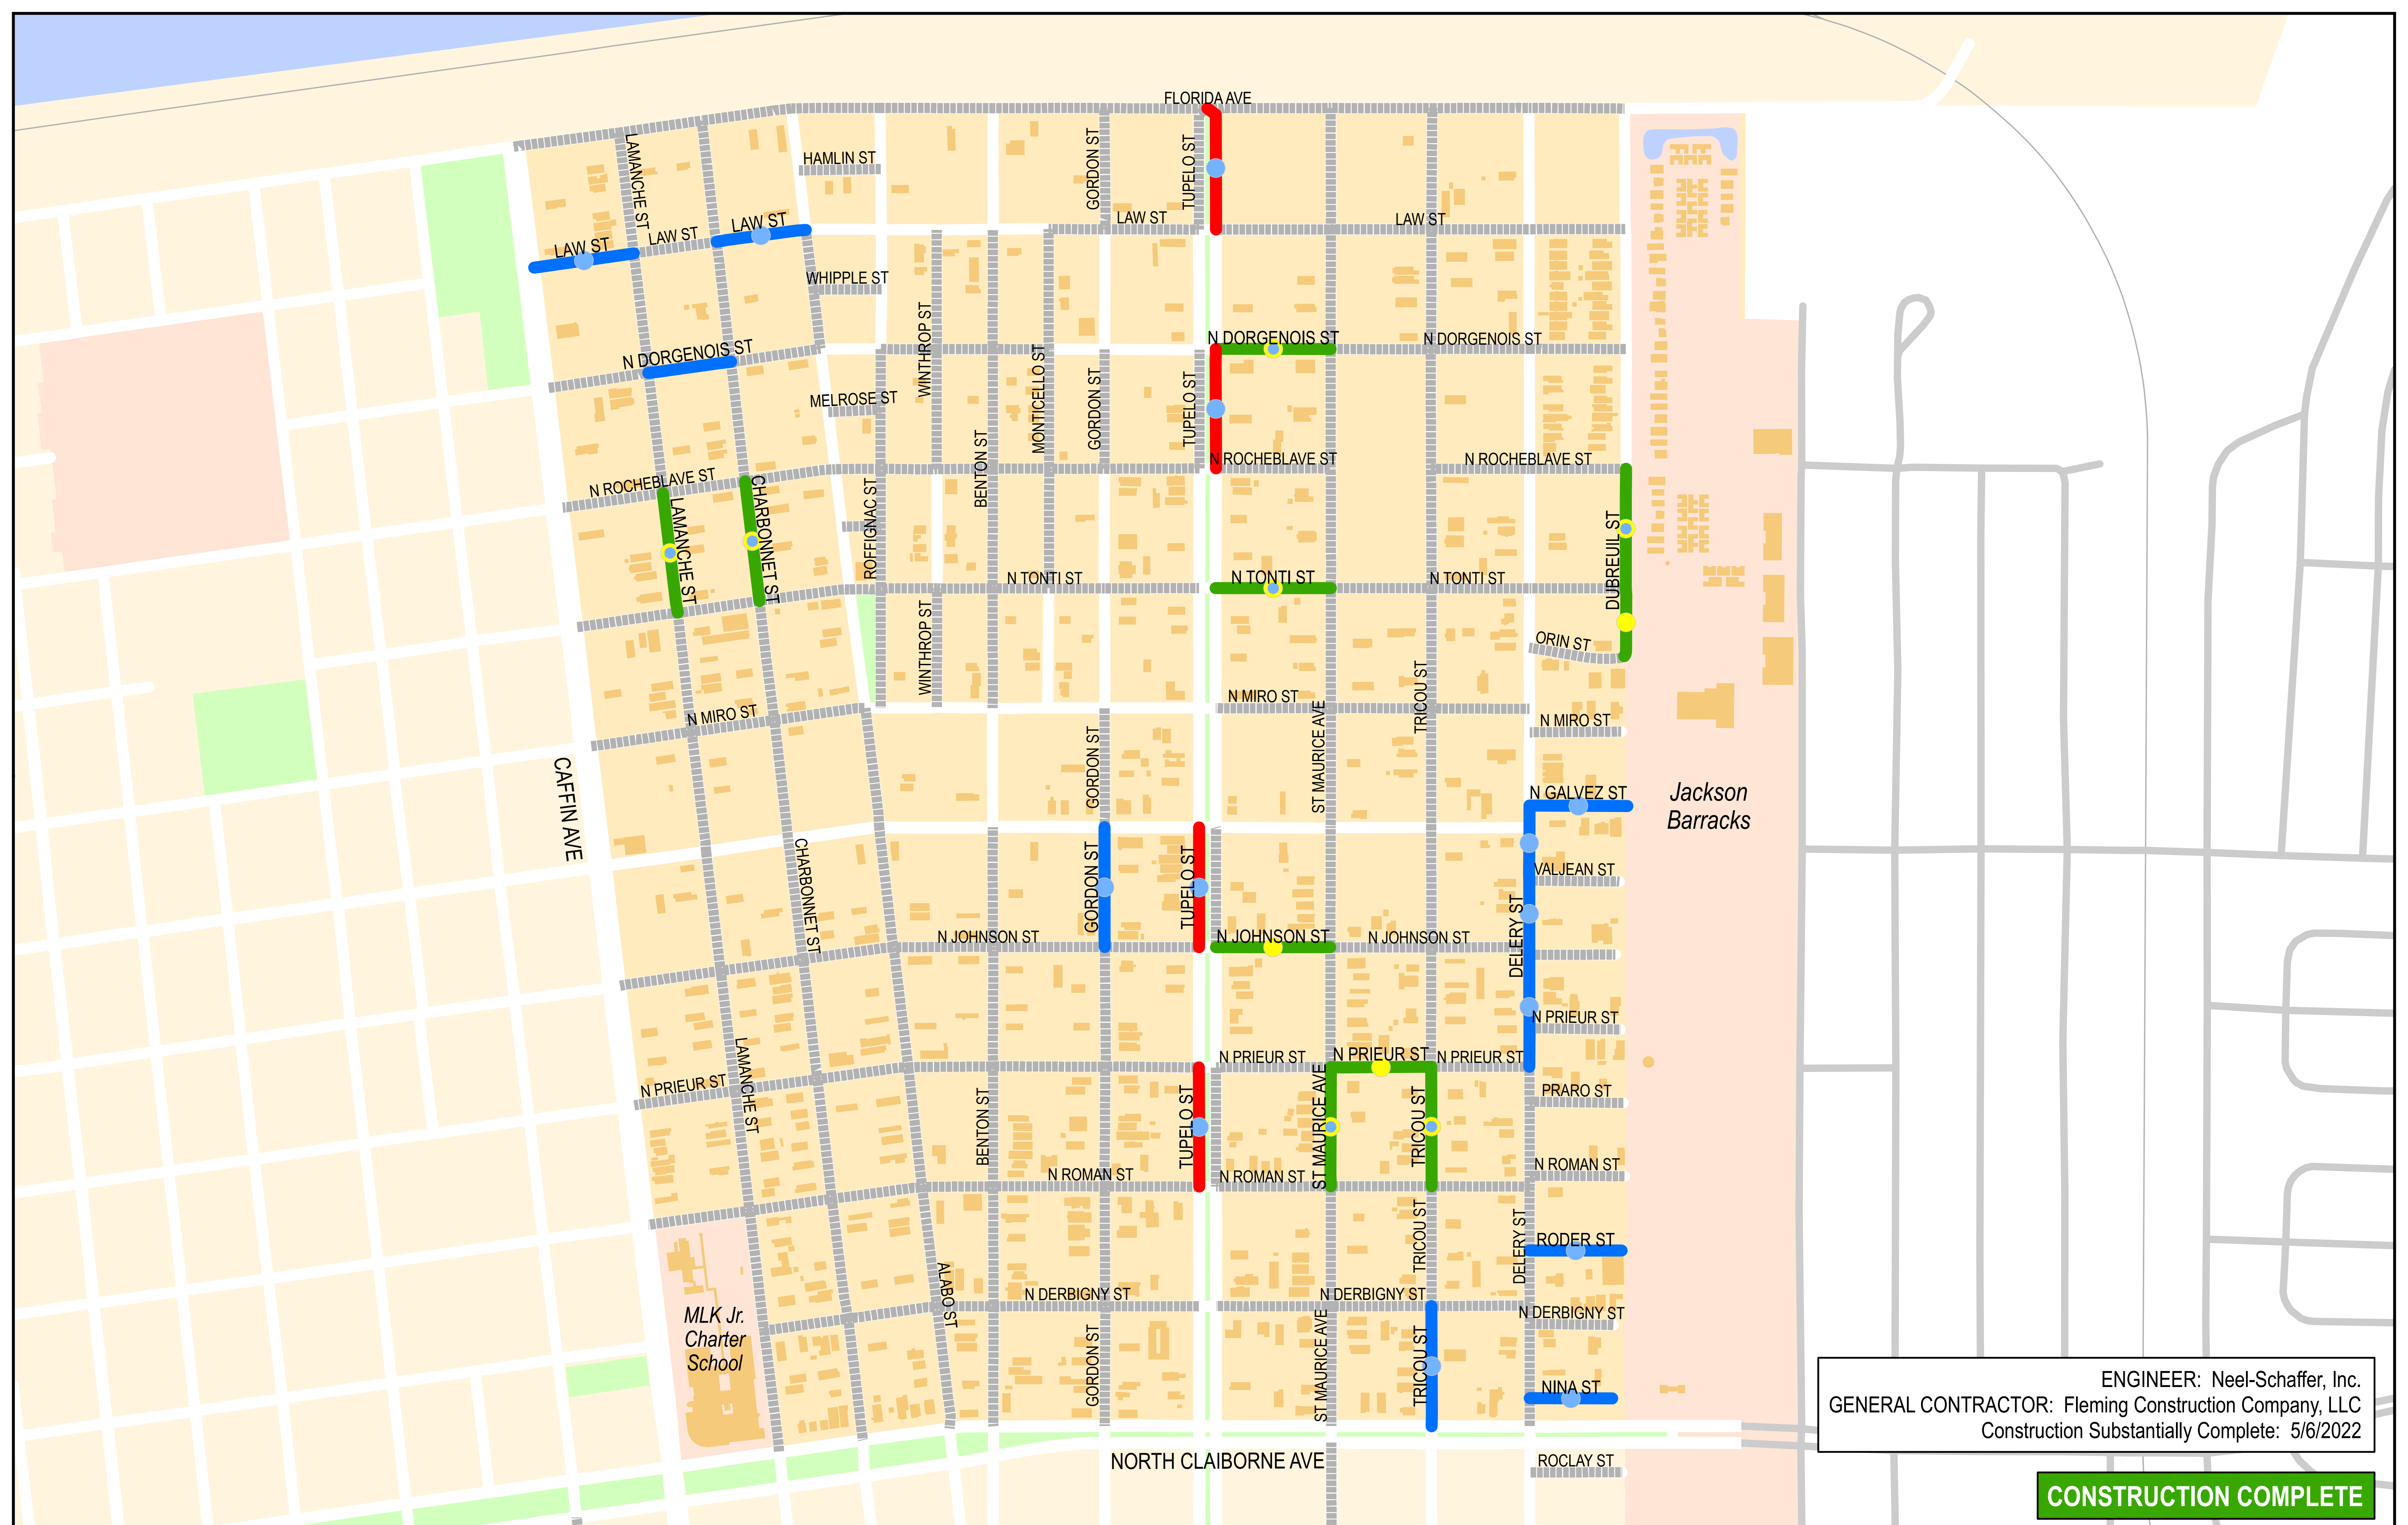 FLORIDA AVE
LAMANCHE ST
HAMLIN ST
GORDON ST
TUPELO ST
LAW ST
LAW ST
LAW ST
LAW ST
LAW ST
WHIPPLE ST
N DORGENOIS ST
WINTHROP ST
MONTICELLO ST
N DORGENOIS ST
N DORGENOIS ST
MELROSE ST
GORDON ST
TUPELO ST
BENTON ST
N ROCHEBLAVE ST
N ROCHEBLAVE ST
N ROCHEBLAVE ST
LAMANCHE ST
CHARBONNET ST
ROFFIGNAC ST
DUBREUIL ST
N TONTI ST
N TONTI ST
N TONTI ST
WINTHROP ST
ORIN ST
TRICOU ST
N MIRO ST
N MIRO ST
N MIRO ST
ST MAURICE AVE
GORDON ST
CAFFIN AVE
N GALVEZ ST
Jackson
Barracks
CHARBONNET ST
GORDON ST
TUPELO ST
VALJEAN ST
DELERY ST
N JOHNSON ST
N JOHNSON ST
N JOHNSON ST
N PRIEUR ST
LAMANCHE ST
N PRIEUR ST
N PRIEUR ST
N PRIEUR ST
N PRIEUR ST
BENTON ST
TUPELO ST
ST MAURICE AVE
TRICOU ST
PRARO ST
N ROMAN ST
N ROMAN ST
N ROMAN ST
TRICOU ST
DELERY ST
RODER ST
ALABO ST
N DERBIGNY ST
N DERBIGNY ST
N DERBIGNY ST
MLK Jr.
Charter
School
GORDON ST
ST MAURICE AVE
TRICOU ST
NINA ST
NORTH CLAIBORNE AVE
ROCLAY ST
ENGINEER: Neel-Schaffer, Inc.
GENERAL CONTRACTOR: Fleming Construction Company, LLC
Construction Substantially Complete: 5/6/2022
CONSTRUCTION COMPLETE